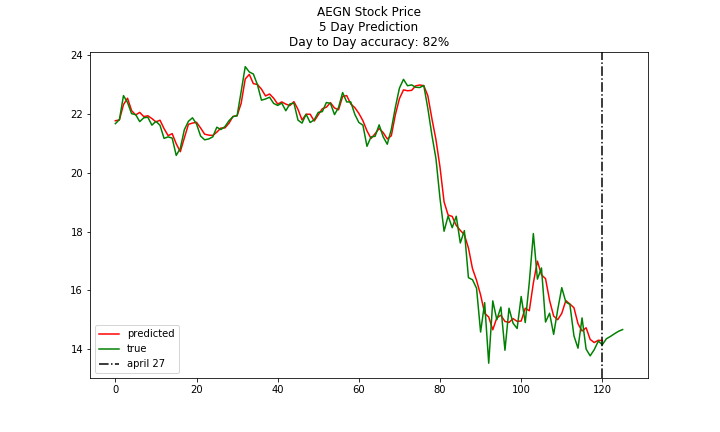 AEGN Stock Price
5 Day Prediction
Day to Day accuracy: 82%
24
22
20
18
16
14
predicted
true
april 27
0
20
40
60
80
100
120